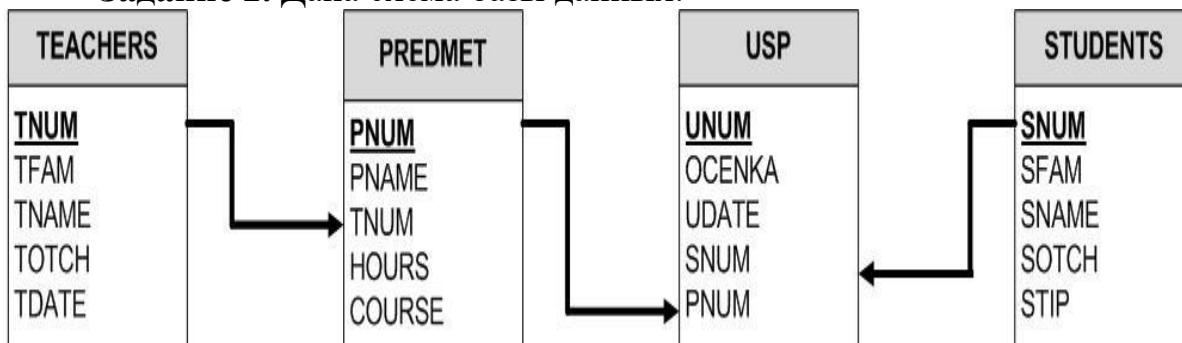 TEACHERS
TNUM
TFAM
TNAME
TOTCH
TDATE
PREDMET
PNUM
PNAME
TNUM
HOURS
COURSE
USP
UNUM
OCENKA
UDATE
SNUM
PNUM
STUDENTS
SNUM
SFAM
SNAME
SOTCH
STIP